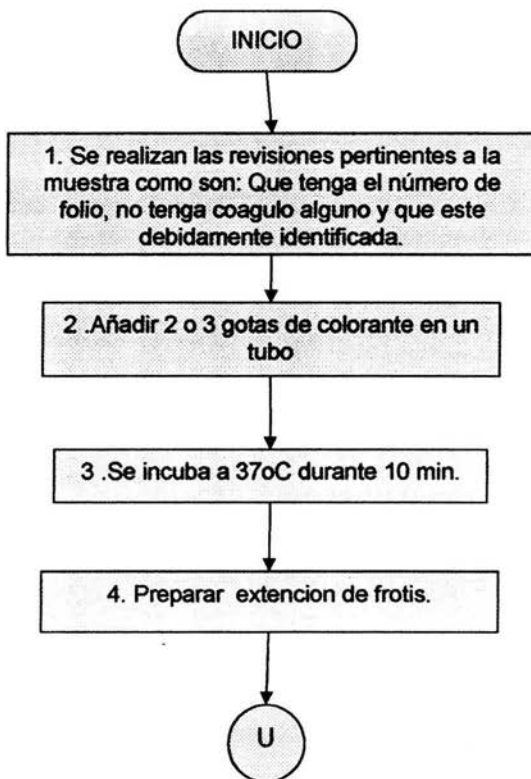 INICIO
1. Se realizan las revisiones pertinentes a la
muestra como son: Que tenga el número de
folio, no tenga coagulo alguno y que este
debidamente identificada.
2 .Añadir 2 o 3 gotas de colorante en un
tubo
3 .Se incuba a 37oC durante 10 min.
4. Preparar extencion de frotis.
U